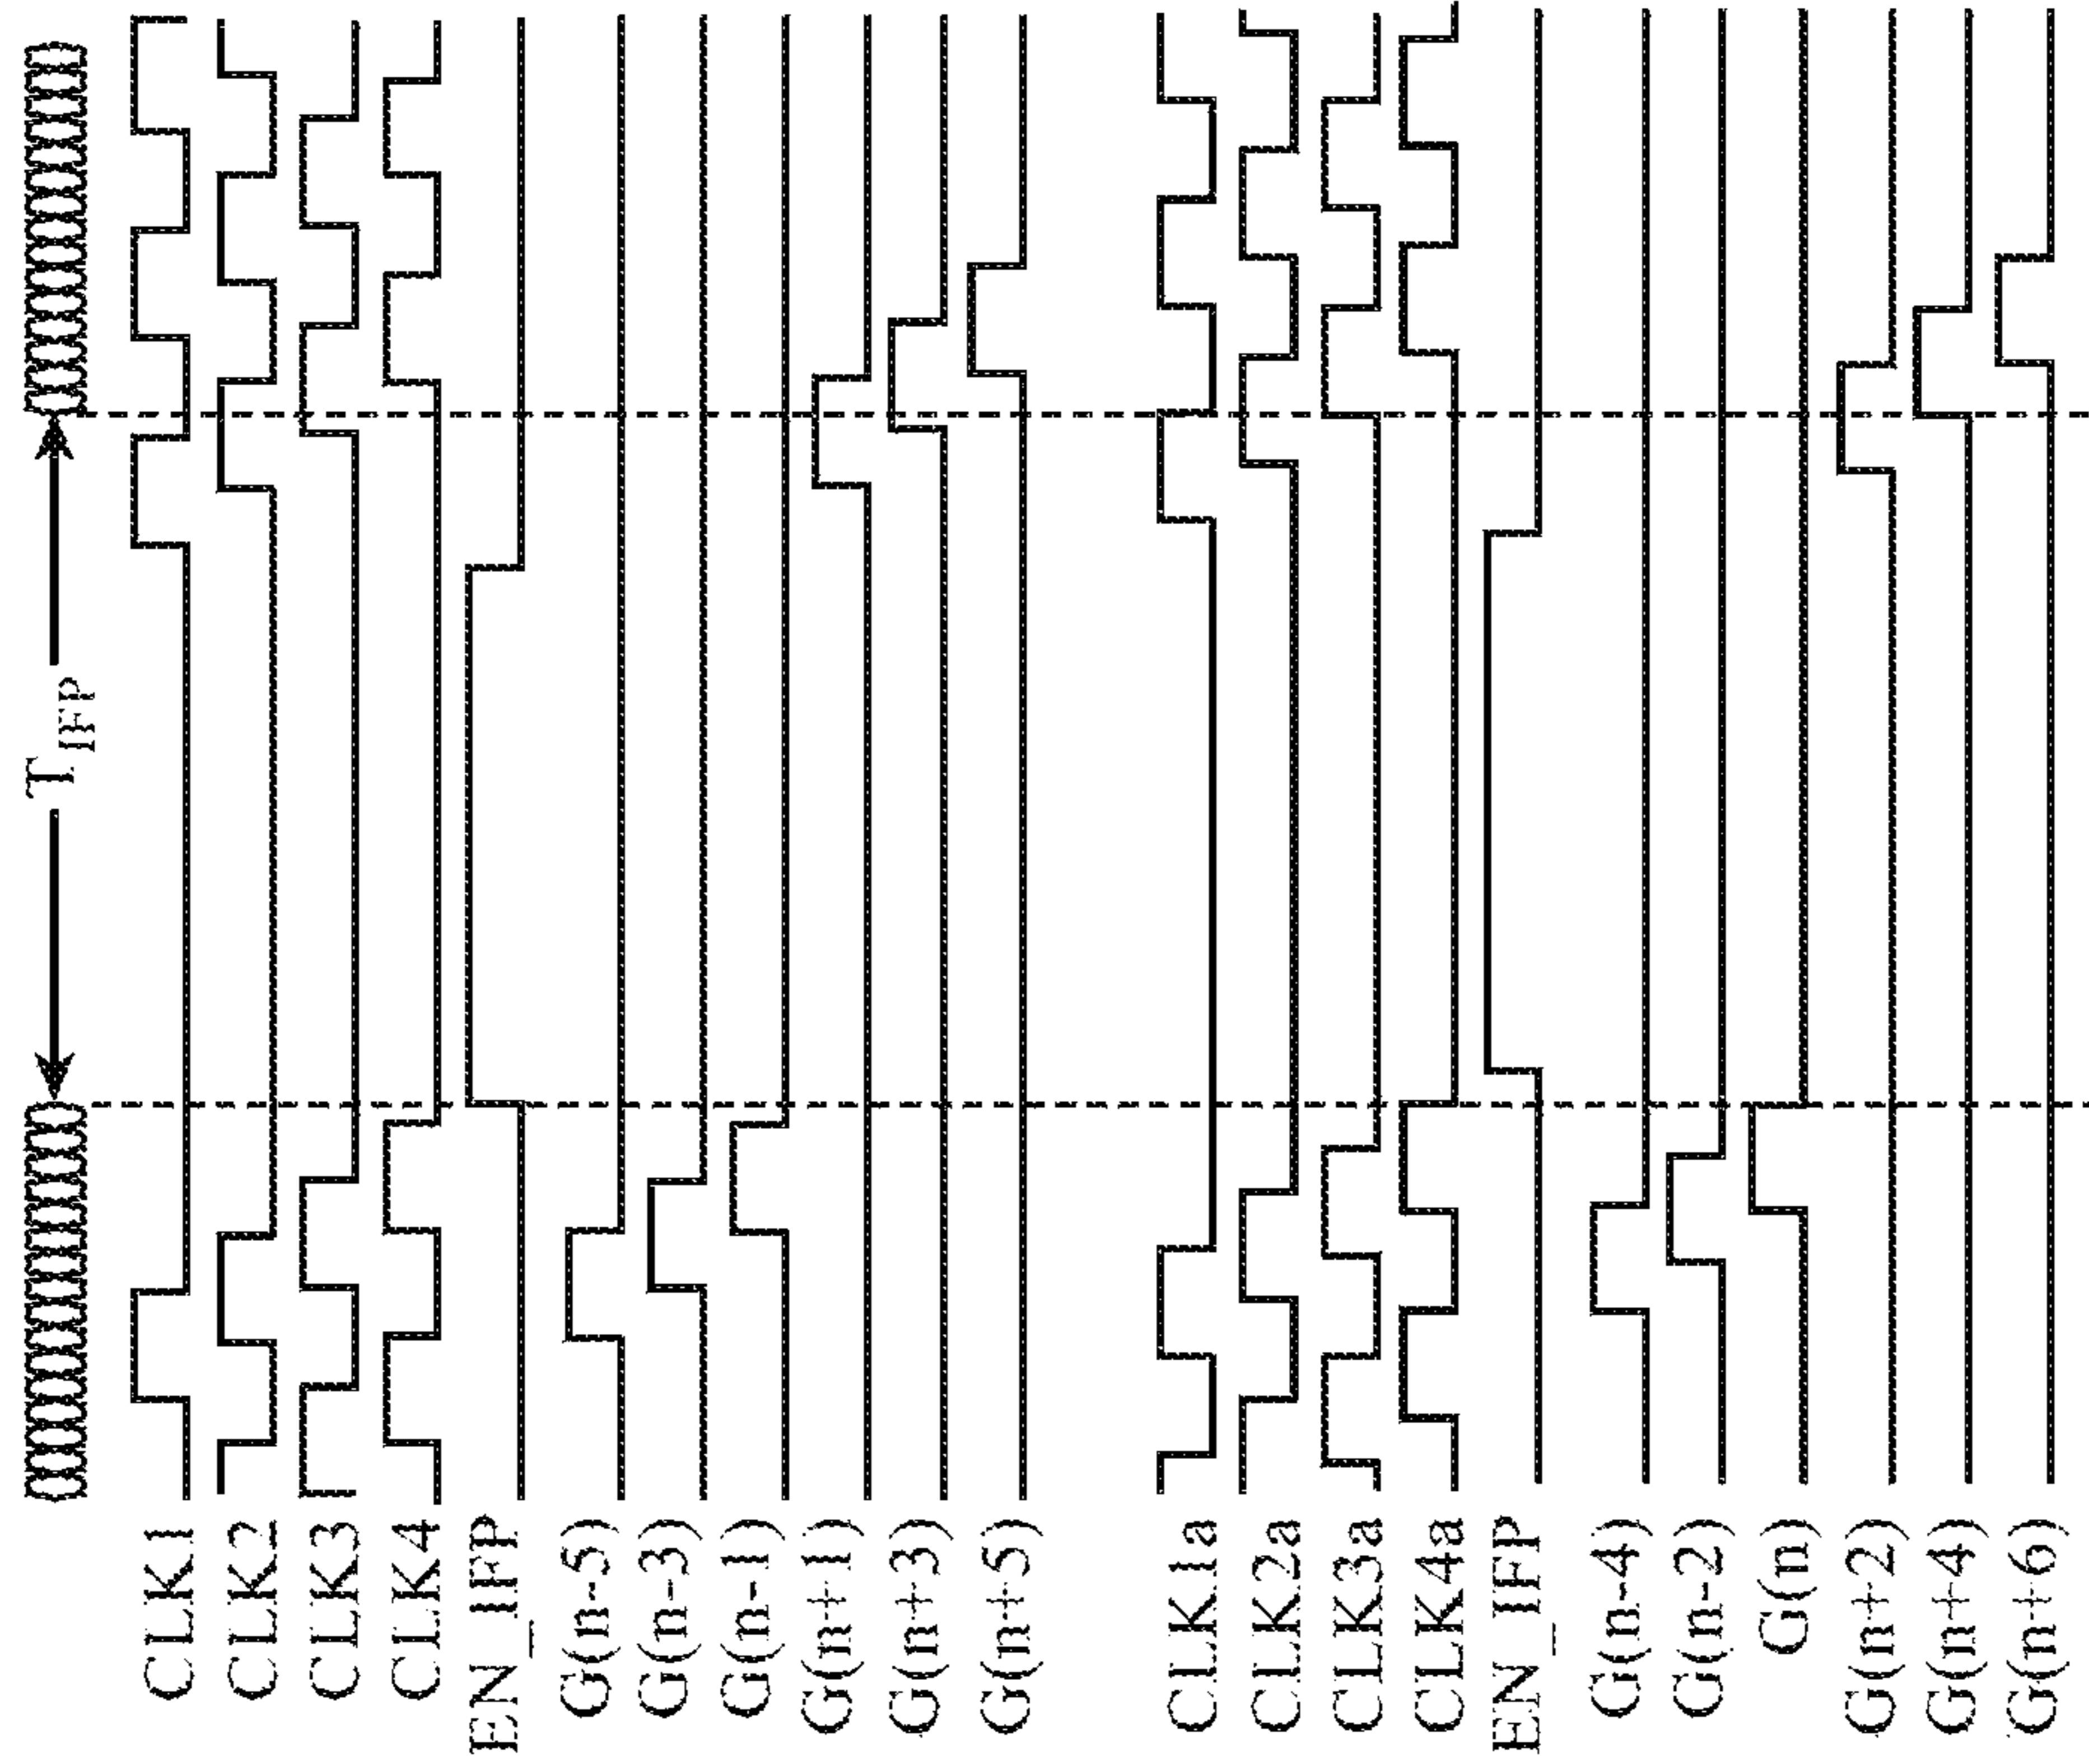 T IFP
CLK1
CLK2
CLK3
CLK4
EN_IFP
G(n-5)
G(n-3)
G(n-1)
G(n+1)
G(n+3)
G(n+5)
CLK1a
CLK2a
CLK3a
CLK4a
EN_IFP
G(n-4)
G(n-2)
G(n)
G(n+2)
G(n+4)
G(n+6)